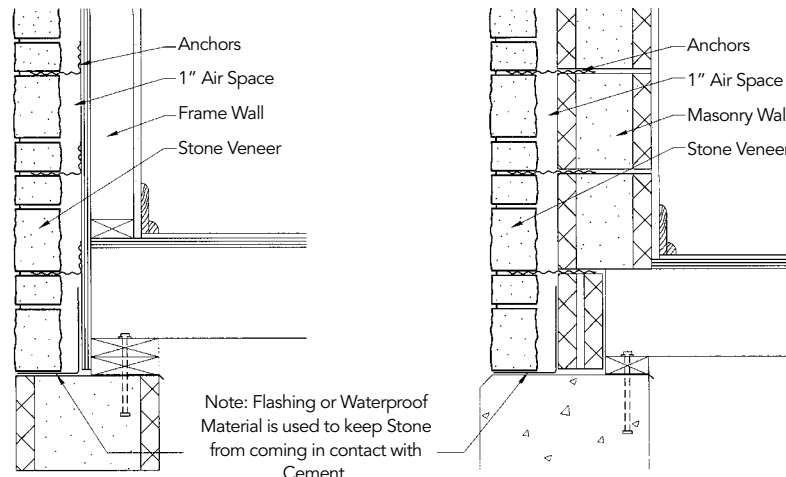 Anchors
1" Air Space
Frame Wall
Stone Veneer
Anchors
1" Air Space
Masonry Wal
Stone Veneer
Note: Flashing or Waterproof
Material is used to keep Stone
from coming in contact with
Cement